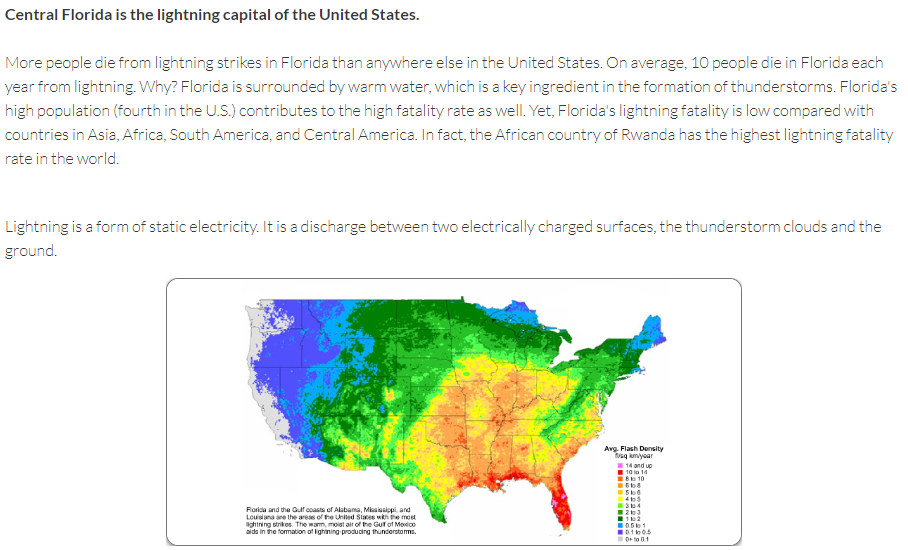 Central Florida is the lightning capital of the United States.
More people die from lightning strikes in Florida than anywhere else in the United States. On average, 10 people die in Florida each
year from lightning. Why? Florida is surrounded by warm water, which is a key ingredient in the formation of thunderstorms. Florida's
high population (fourth in the U.S.) contributes to the high fatality rate as well. Yet, Florida's lightning fatality is low compared with
countries in Asia, Africa, South America, and Central America. In fact, the African country of Rwanda has the highest lightning fatality
rate in the world.
Lightning is a form of static electricity. It is a discharge between two electrically charged surfaces, the thunderstorm clouds and the
ground.
Avg. Flash Density
fl/sq km/year
14 and up
10 to 14
8 to 10
6 to 8
5 to 6
4 to 5
3 to 4
2 to 3
1 to 2
0.5 to 1
0.1 to 0.5
0+ to 0.1
Florida and the Gulf coasts of Alabama, Mississippi, and
Louisiana are the areas of the United States with the most
lightning strikes. The warm, moist air of the Gulf of Mexico
aids in the formation of lightning-producing thunderstorms.